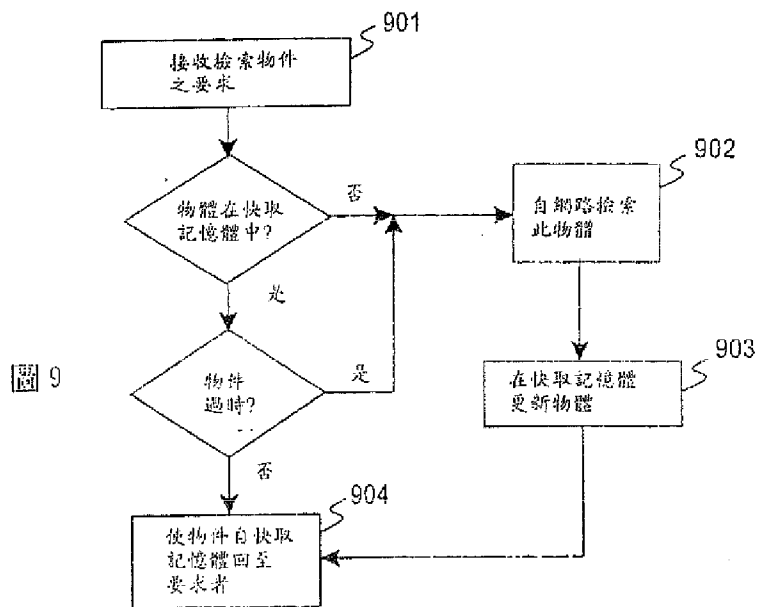 901
接收檢索物件
之要求
物體在快取
記憶體中?
否
902
自網路檢索
此物體
是
物件
過時?
是
903
在快取記憶體
更新物體
圖 9
否
904
使物件自快取
記憶體回至
要求者